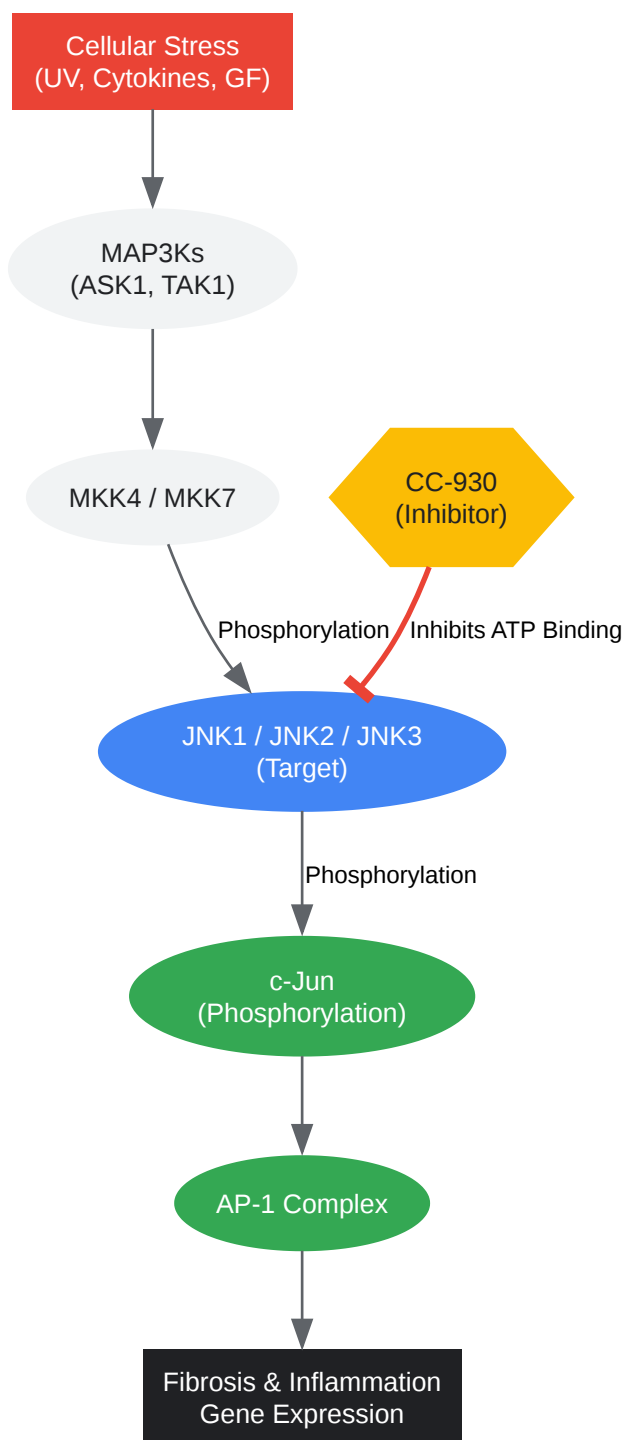 Cellular Stress
(UV, Cytokines, GF)
MAP3Ks
(ASK1, TAK1)
MKK4 / MKK7
CC-930
(Inhibitor)
Phosphorylation
Inhibits ATP Binding
JNK1 / JNK2 / JNK3
(Target)
Phosphorylation
c-Jun
(Phosphorylation)
AP-1 Complex
Fibrosis & Inflammation
Gene Expression